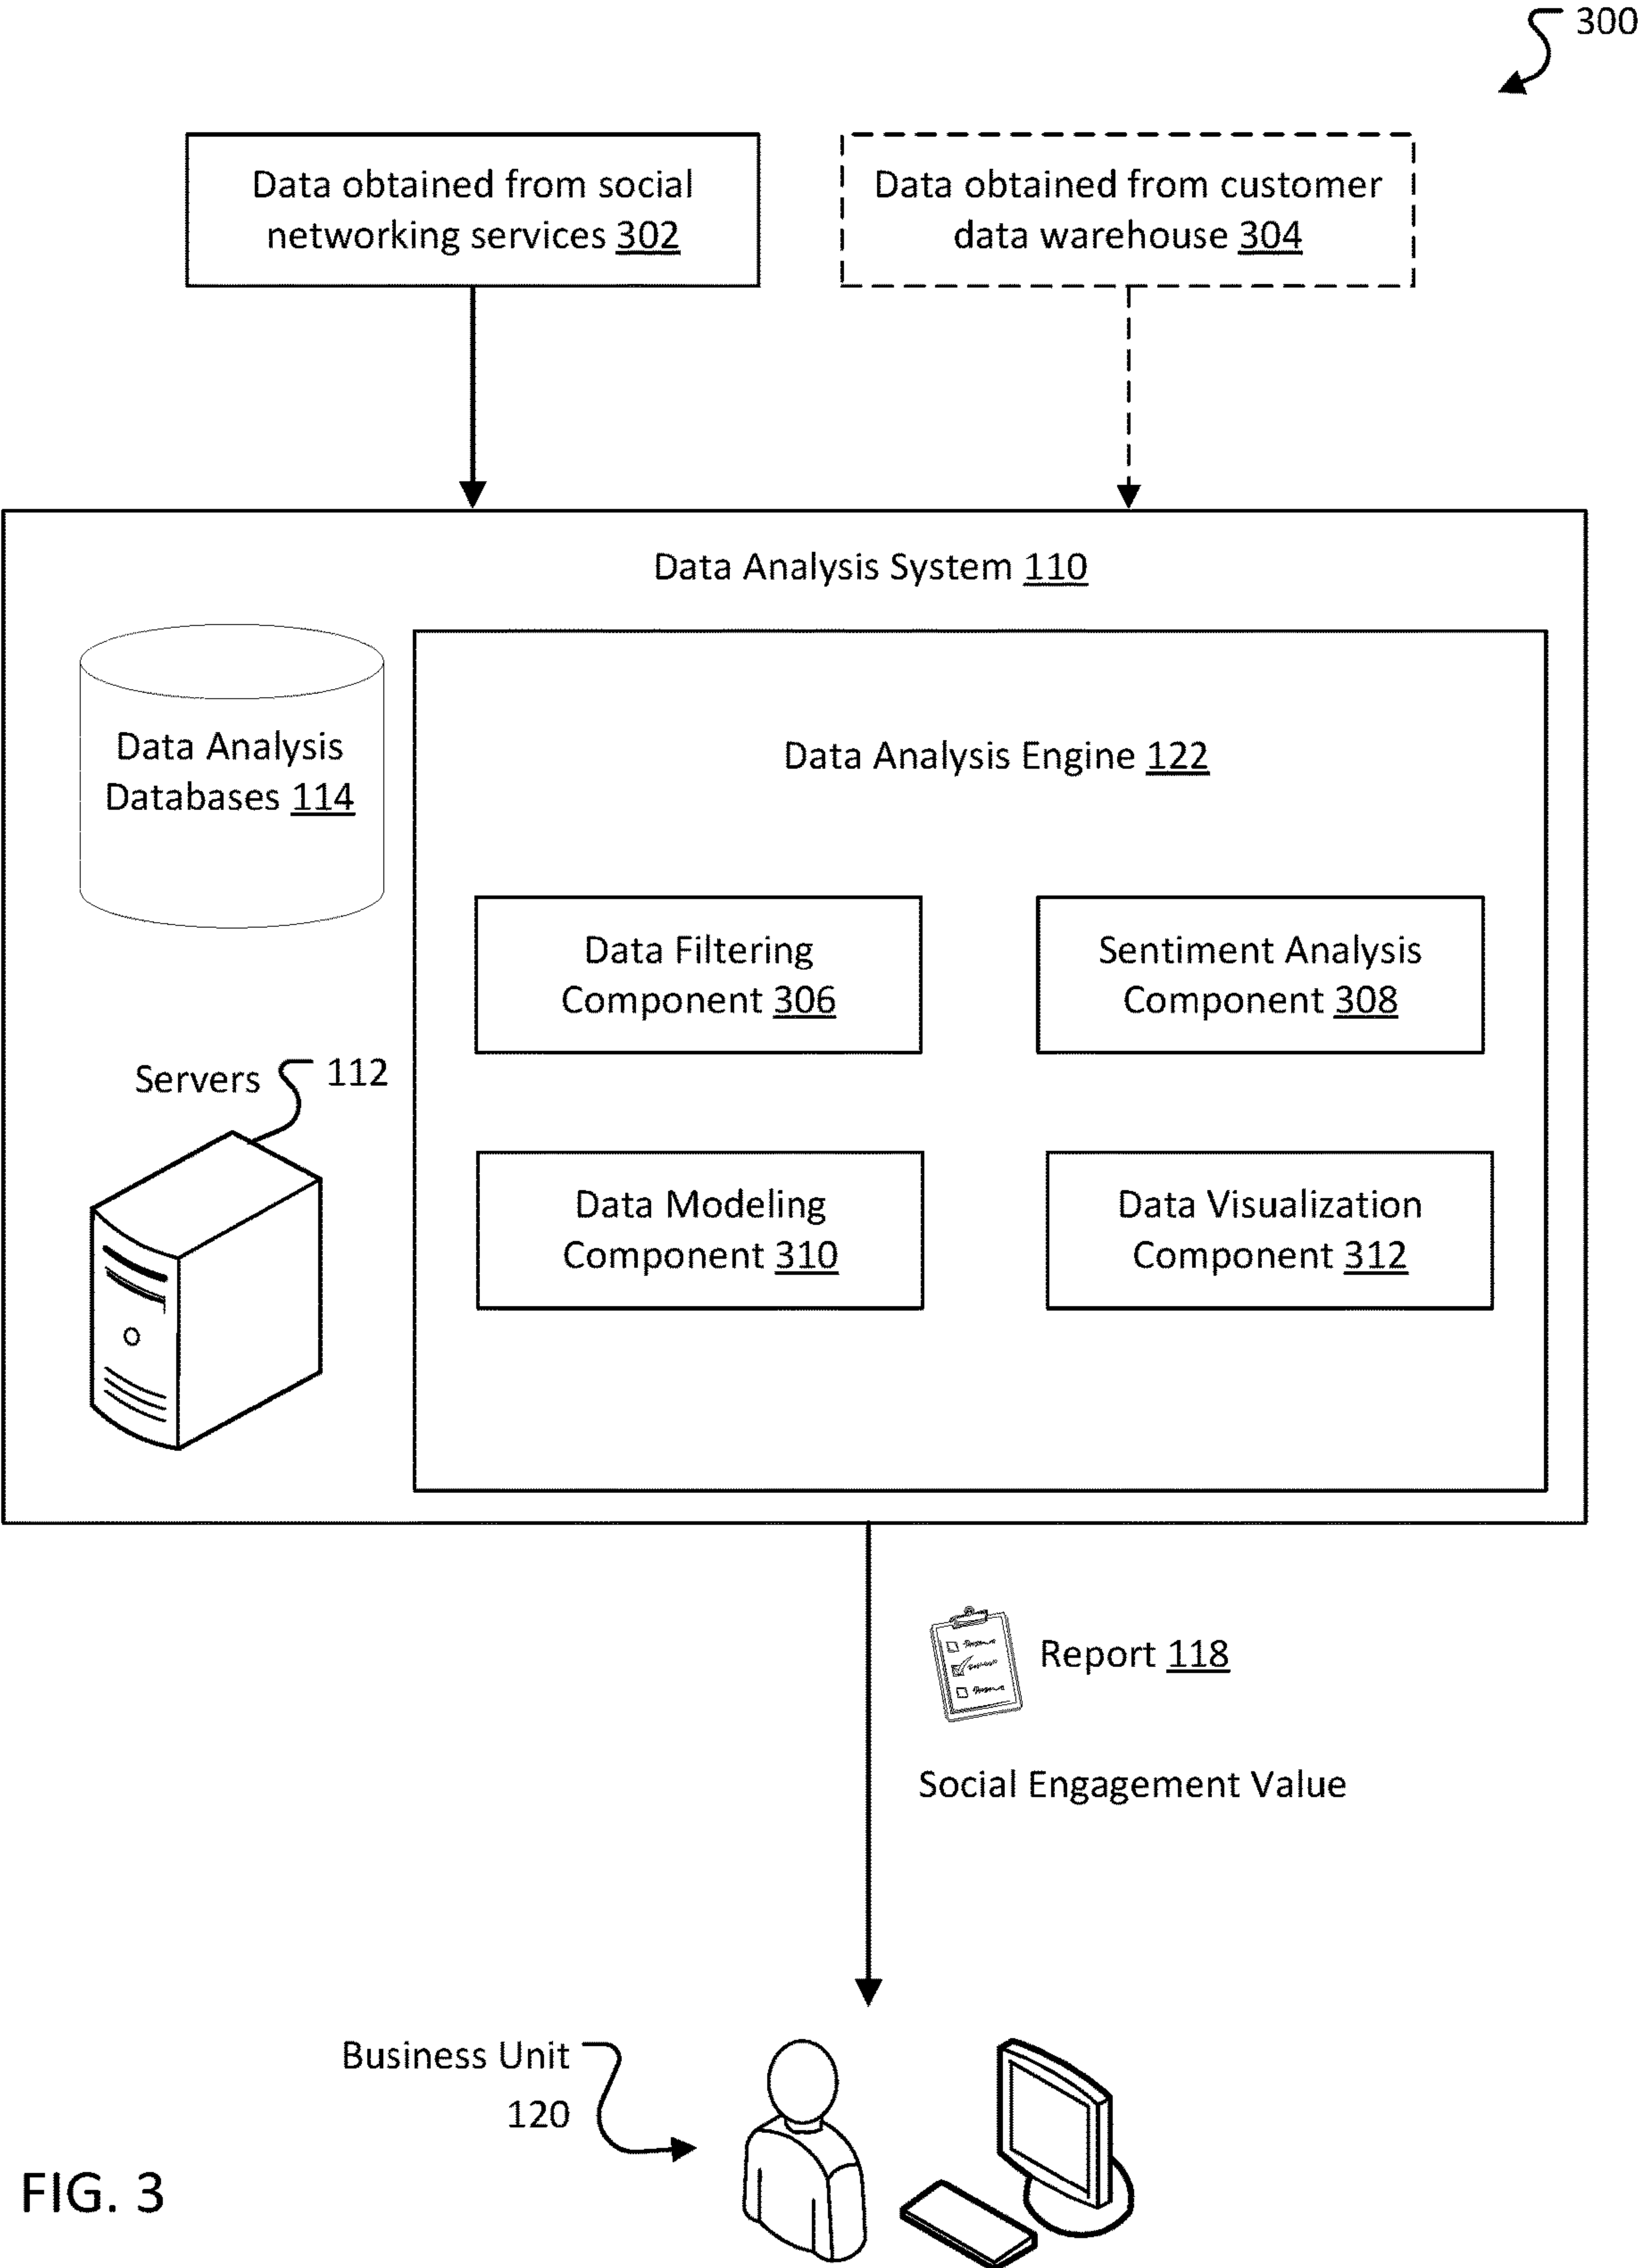 300
Data obtained from social
networking services 302
Data obtained from customer
data warehouse 304
Data Analysis System 110
Data Analysis
Databases 114
Data Analysis Engine 122
Data Filtering
Component 306
Sentiment Analysis
Component 308
Servers 112
Data Modeling
Component 310
Data Visualization
Component 312
Report 118
Social Engagement Value
Business Unit
120
FIG. 3